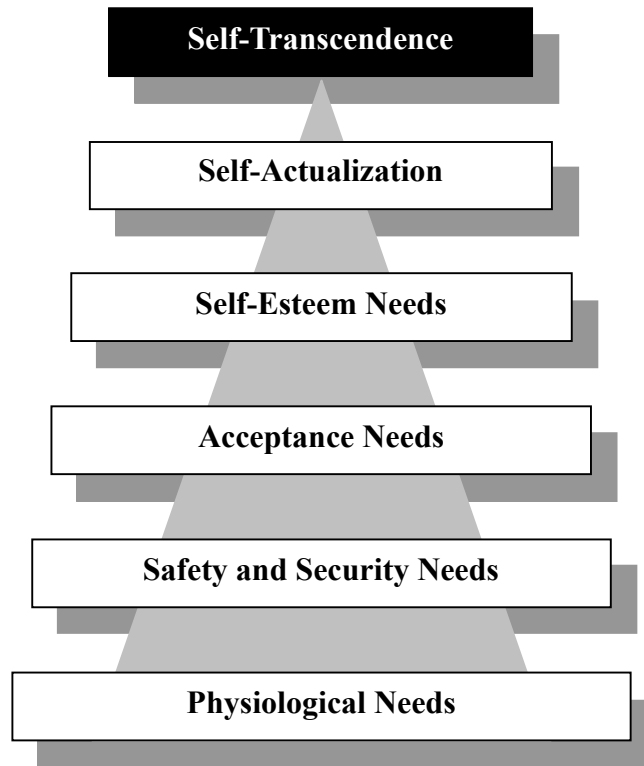 Self-Transcendence
Self-Actualization
Self-Esteem Needs
Acceptance Needs
Safety and Security Needs
Physiological Needs